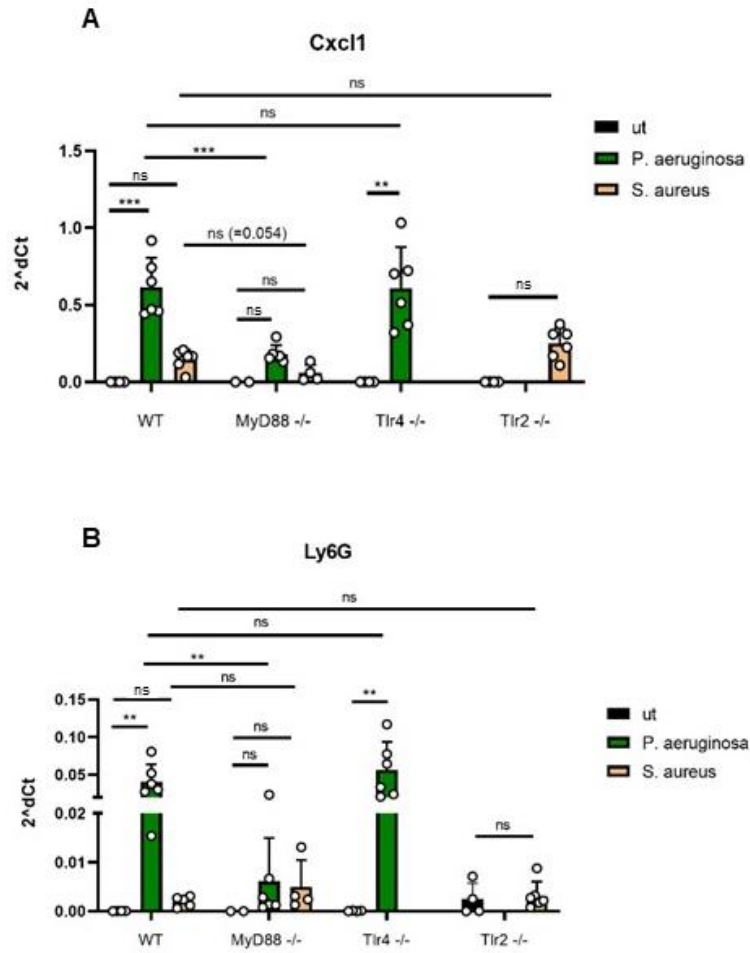 A
Cxcl1
ns
ns
ut
P. aeruginosa
S. aureus
1.5
***
ns
***
**
1.0
ns (=0.054)
2^dCt
ns
ns
ns
0.5
0.0
WT
MyD88 -/-
Tlr4 -/-
Tlr2 -/-
B
Ly6G
ns
ns
**
ns
ns
0.15
**
**
ut
P. aeruginosa
S. aureus
ns
0.10
ns
0.05
2^dCt
0.02
ns
0.01
0.00
WT
MyD88 -/-
Tlr4 -/-
Tlr2 -/-